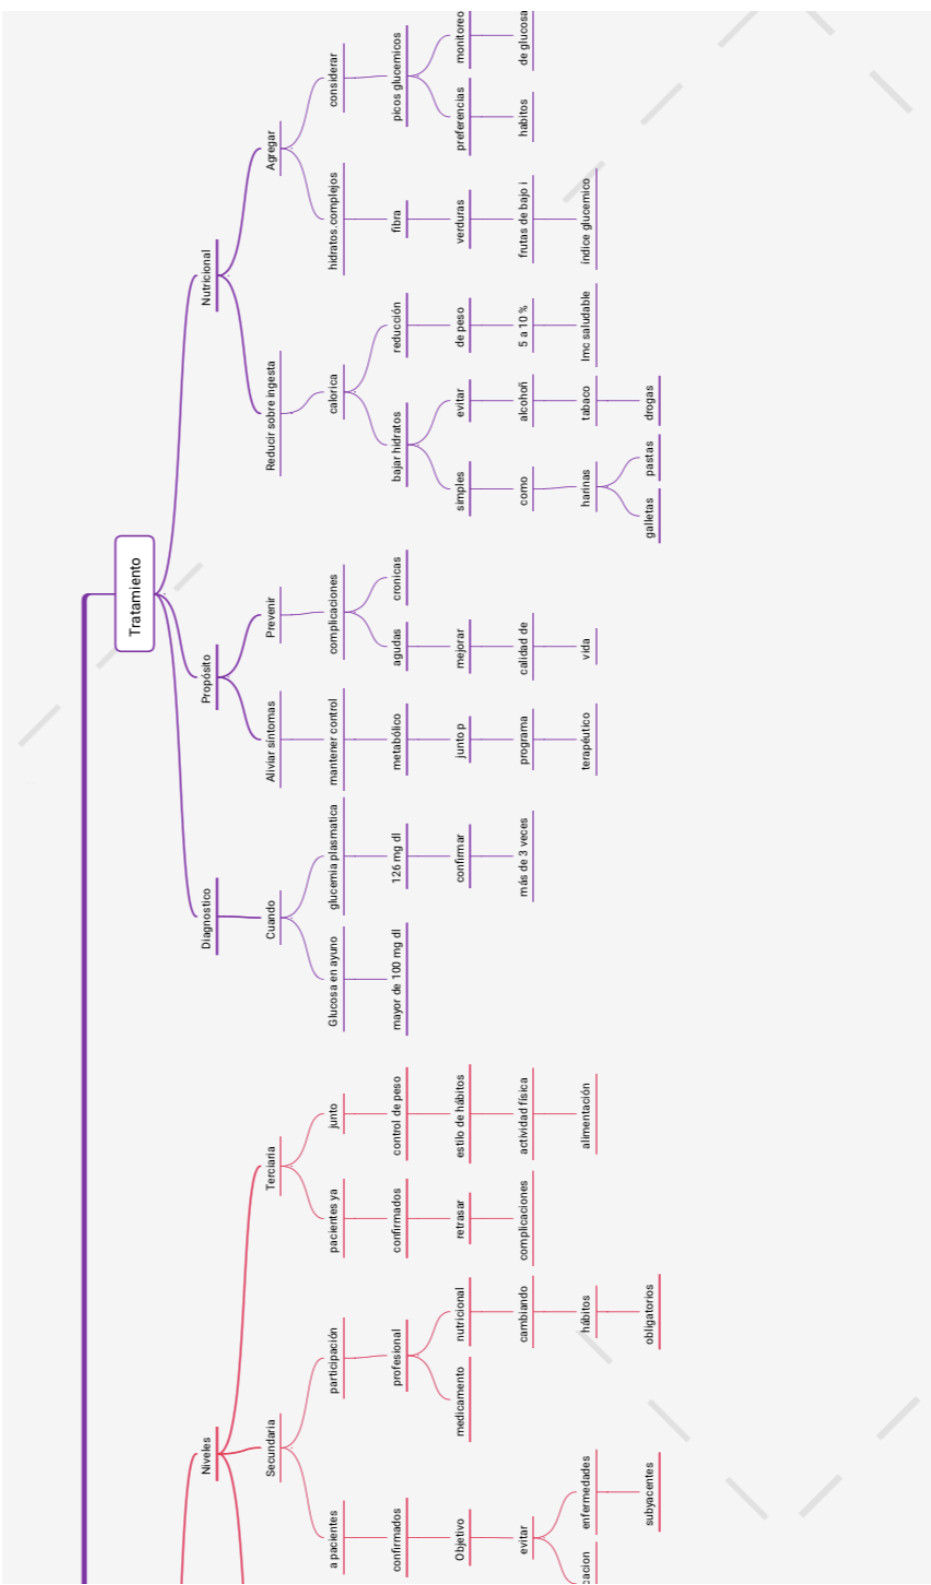 Tratamiento
Diagnostico
Cuando
Glucosa en ayuno
mayor de 100 mg dl
glucemia plasmatica
126 mg dl
confirmar
más de 3 veces
Propósito
Aliviar síntomas
mantener control
metabólico
junto p
programa
terapéutico
Prevenir
complicaciones
agudas
mejorar
calidad de
vida
cronicas
Nutricional
Reducir sobre ingesta
calorica
bajar hidratos
simples
como
harinas
galletas
pastas
evitar
alcohoñ
tabaco
drogas
reducción
de peso
5 a 10 %
Imc saludable
Agregar
hidratos.complejos
fibra
verduras
frutas de bajo i
índice glucemico
considerar
picos glucemicos
preferencias
habitos
monitoreo
de glucosa
Niveles
Secundaria
a pacientes
confirmados
Objetivo
evitar
cacion
enfermedades
subyacentes
participación
profesional
medicamento
nutricional
cambiando
hábitos
obligatorios
Terciaria
pacientes ya
confirmados
retrasar
complicaciones
junto
control de peso
estilo de hábitos
actividad física
alimentación